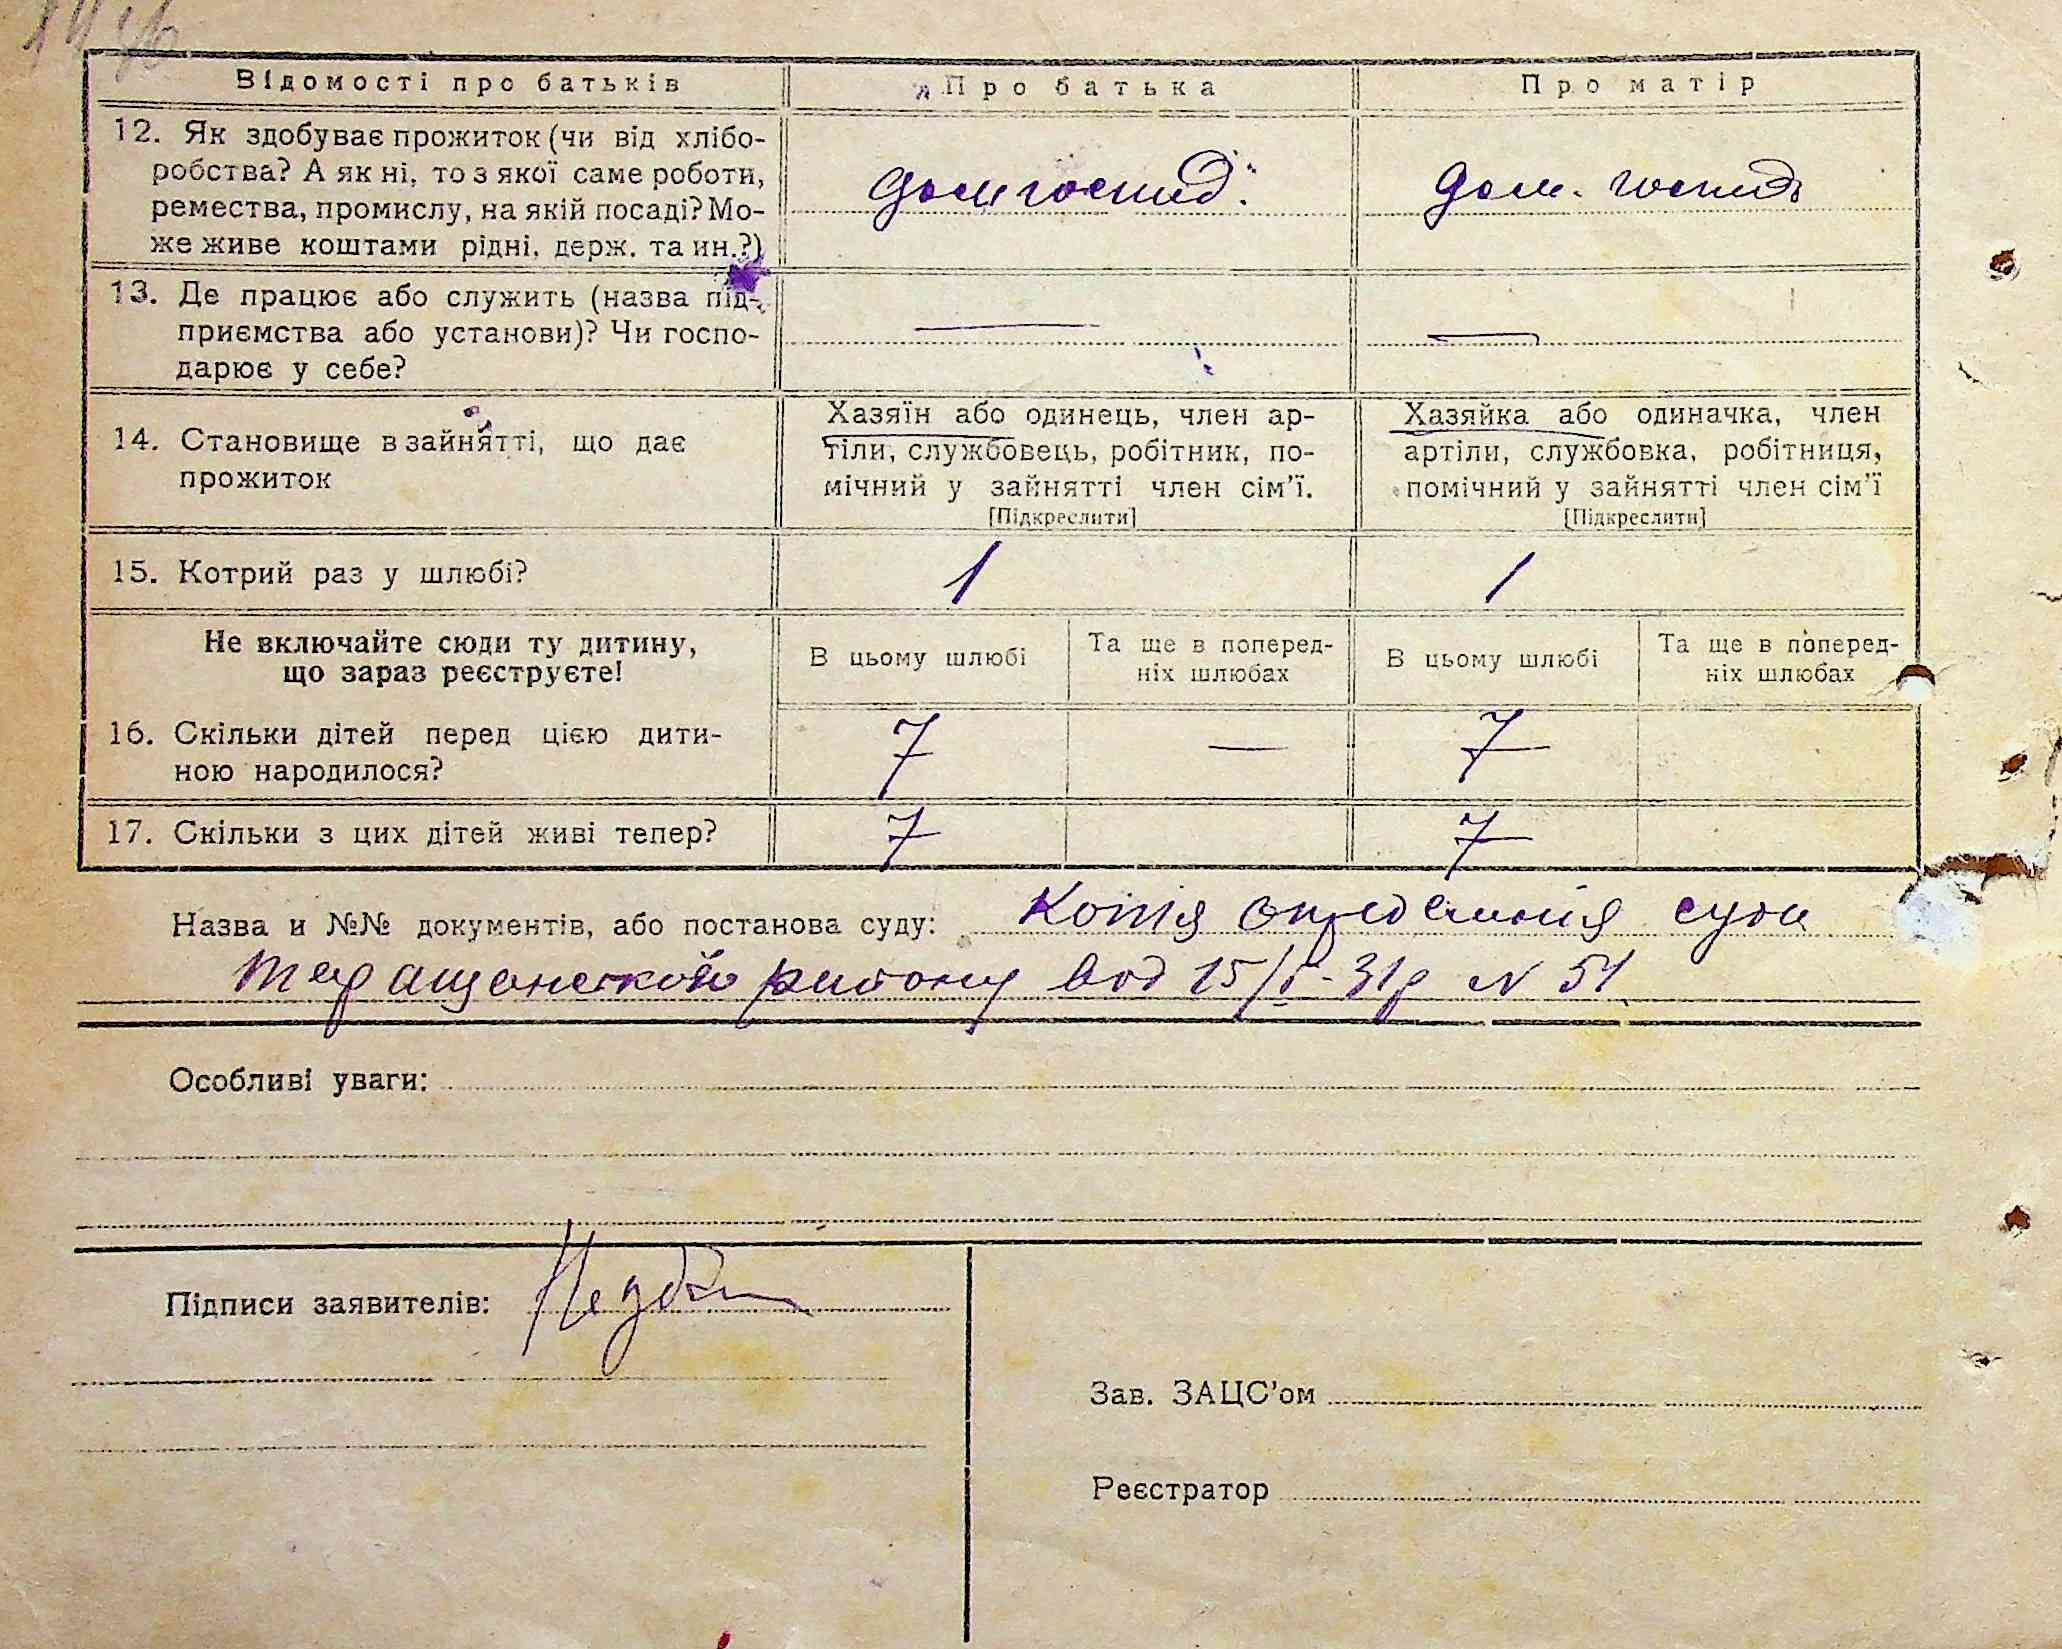 Відомості про батьків
Про батька
Про матір
12. Як здобуває прожиток (чи від хлібо-
робства? А як ні, то з якої саме роботи,
ремества, промислу, на якій посаді? Мо-
же живе коштами рідні, держ. та ин.?)
дом господ.
дом. господ
13. Де працює або служить (назва під-
приємства або установи)? Чи госпо-
дарює у себе?
—
—
14. Становище в зайнятті, що дає
прожиток
Хазяїн або одинець, член ар-
тіли, службовець, робітник, по-
мічний у зайнятті член сім'ї.
[Підкреслити]
Хазяйка або одиначка, член
артіли, службовка, робітниця,
помічний у зайнятті член сім'ї
[Підкреслити]
15. Котрий раз у шлюбі?
1
1
Не включайте сюди ту дитину,
що зараз реєструєте!
В цьому шлюбі
Та ще в поперед-
ніх шлюбах
В цьому шлюбі
Та ще в поперед-
ніх шлюбах
16. Скільки дітей перед цією дити-
ною народилося?
7
—
7
17. Скільки з цих дітей живі тепер?
7
7
Назва и №№ документів, або постанова суду: Копія суда
району від 15/I-31р N 51
Особливі уваги:
Підписи заявителів:
Зав. ЗАЦС'ом
Реєстратор